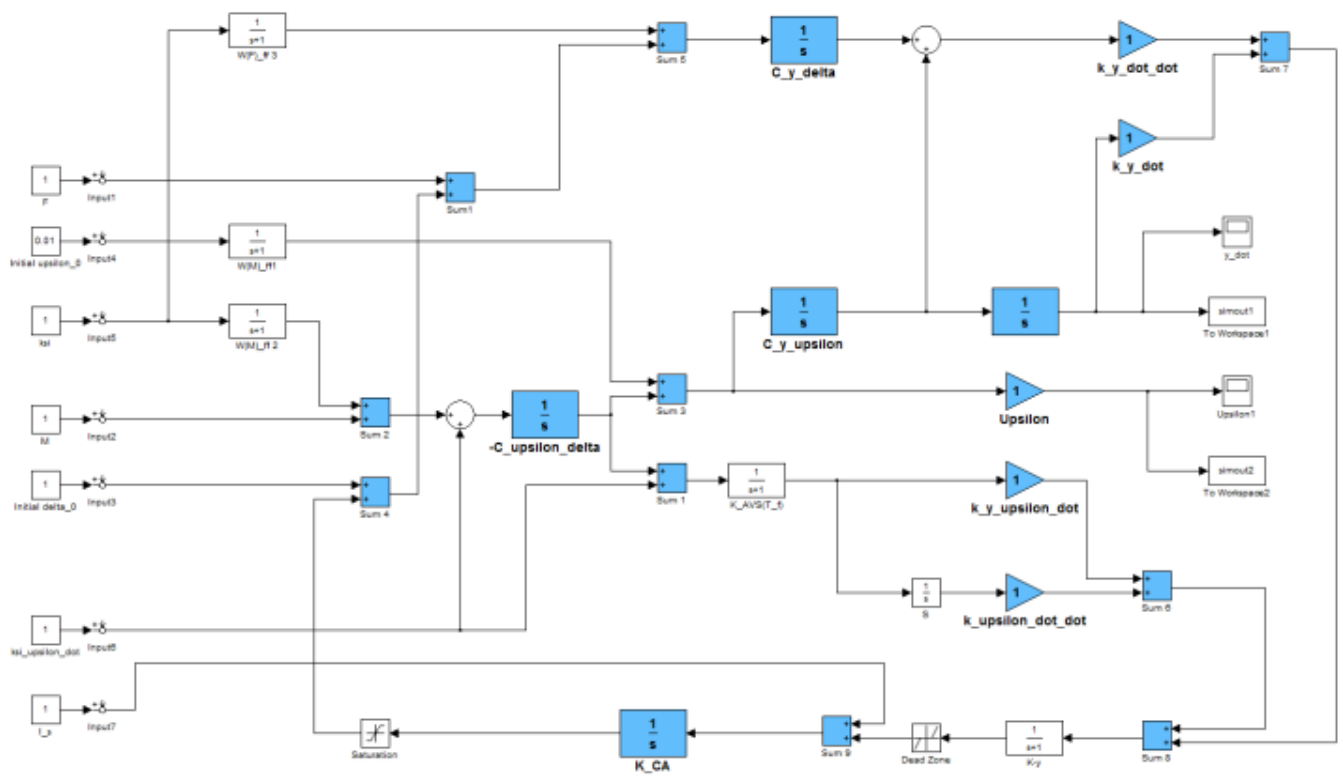 1
s+1
W(F)_ff 3
+
+
Sum 5
1
s
C_y_delta
+
+
1
k_y_dot_dot
+
+
Sum 7
1
k_y_dot
1
F
+
Input1
+
+
Sum1
0.01
Initial upsilon_0
+
Input4
1
s+1
W(M)_ff1
y_dot
1
ksi
+
Input5
1
s+1
W(M)_ff 2
1
s
C_y_upsilon
1
s
simout1
To Workspace1
+
+
Sum 3
1
Upsilon
Upsilon1
1
M
+
Input2
+
+
Sum 2
+
+
1
s
-C_upsilon_delta
1
Initial delta_0
+
Input3
+
+
Sum 4
+
+
Sum 1
1
s+1
K_AVS(T_f)
1
k_y_upsilon_dot
simout2
To Workspace2
1
s
S
1
k_upsilon_dot_dot
+
+
Sum 6
1
ksi_upsilon_dot
+
Input6
1
+
Input7
Saturation
1
s
K_CA
+
+
Sum 9
Dead Zone
1
s+1
K-y
+
+
Sum 8